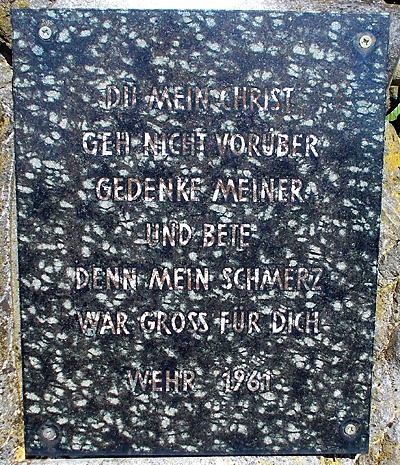 DU MEIN CHRIST
GEH NICHT VORÜBER
GEDENKE MEINER
UND BETE
DENN MEIN SCHMERZ
WAR GROSS FÜR DICH
WEHR 1961